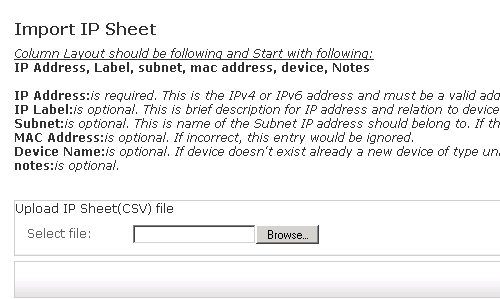 Import IP Sheet
Column Layout should be following and Start with following:
IP Address, Label, subnet, mac address, device, Notes
IP Address:is required. This is the IPv4 or IPv6 address and must be a valid add
IP Label:is optional. This is brief description for IP address and relation to device
Subnet:is optional. This is name of the Subnet IP address should belong to. If th
MAC Address:is optional. If incorrect, this entry would be ignored.
Device Name:is optional. If device doesn't exist already a new device of type un
notes:is optional.
Upload IP Sheet(CSV) file
Select file:
Browse...